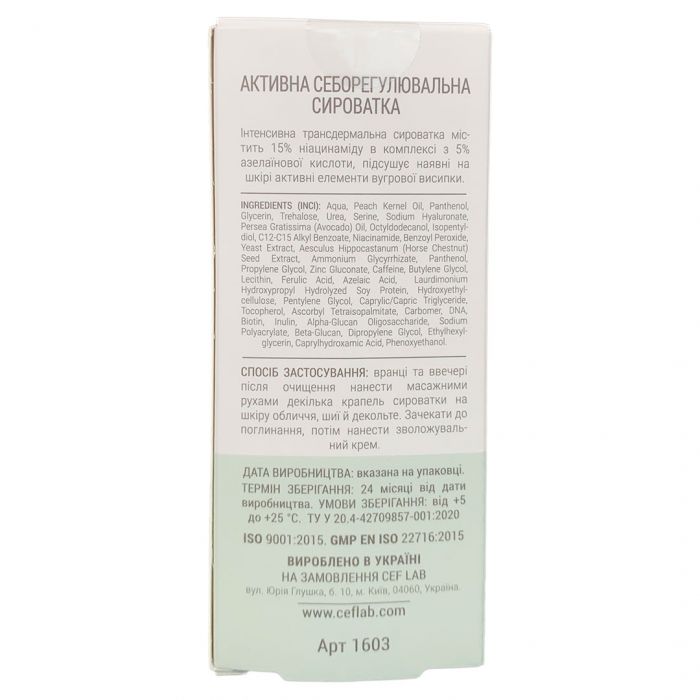 АКТИВНА СЕБОРЕГУЛЮВАЛЬНА
СИРОВАТКА
Інтенсивна трансдермальна сироватка міс-
тить 15% ніацинаміду в комплексі з 5%
азелаїнової кислоти, підсушує наявні на
шкірі активні елементи вугрової висипки.
INGREDIENTS (INCI): Aqua, Peach Kernel Oil, Panthenol,
Glycerin, Trehalose, Urea, Serine, Sodium Hyaluronate,
Persea Gratissima (Avocado) Oil, Octyldodecanol, Isopentyl-
diol, C12-C15 Alkyl Benzoate, Niacinamide, Benzoyl Peroxide,
Yeast Extract, Aesculus Hippocastanum (Horse Chestnut)
Seed Extract, Ammonium Glycyrrhizate, Panthenol,
Propylene Glycol, Zinc Gluconate, Caffeine, Butylene Glycol,
Lecithin, Ferulic Acid, Azelaic Acid, Laurdimonium
Hydroxypropyl Hydrolyzed Soy Protein, Hydroxyethyl-
cellulose, Pentylene Glycol, Caprylic/Capric Triglyceride,
Tocopherol, Ascorbyl Tetraisopalmitate, Carbomer, DNA,
Biotin, Inulin, Alpha-Glucan Oligosaccharide, Sodium
Polyacrylate, Beta-Glucan, Dipropylene Glycol, Ethylhexyl-
glycerin, Caprylhydroxamic Acid, Phenoxyethanol.
СПОСІБ ЗАСТОСУВАННЯ: вранці та ввечері
після очищення нанести масажними
рухами декілька крапель сироватки на
шкіру обличчя, шиї й декольте. Зачекати до
поглинання, потім нанести зволожуваль-
ний крем.
ДАТА ВИРОБНИЦТВА: вказана на упаковці.
ТЕРМІН ЗБЕРІГАННЯ: 24 місяці від дати
виробництва. УМОВИ ЗБЕРІГАННЯ: від +5
до +25 °C. ТУ У 20.4-42709857-001:2020
ISO 9001:2015. GMP EN ISO 22716:2015
ВИРОБЛЕНО В УКРАЇНІ
НА ЗАМОВЛЕННЯ CEF LAB
вул. Юрія Глушка, б. 10, м. Київ, 04060, Україна.
www.ceflab.com
Арт 1603